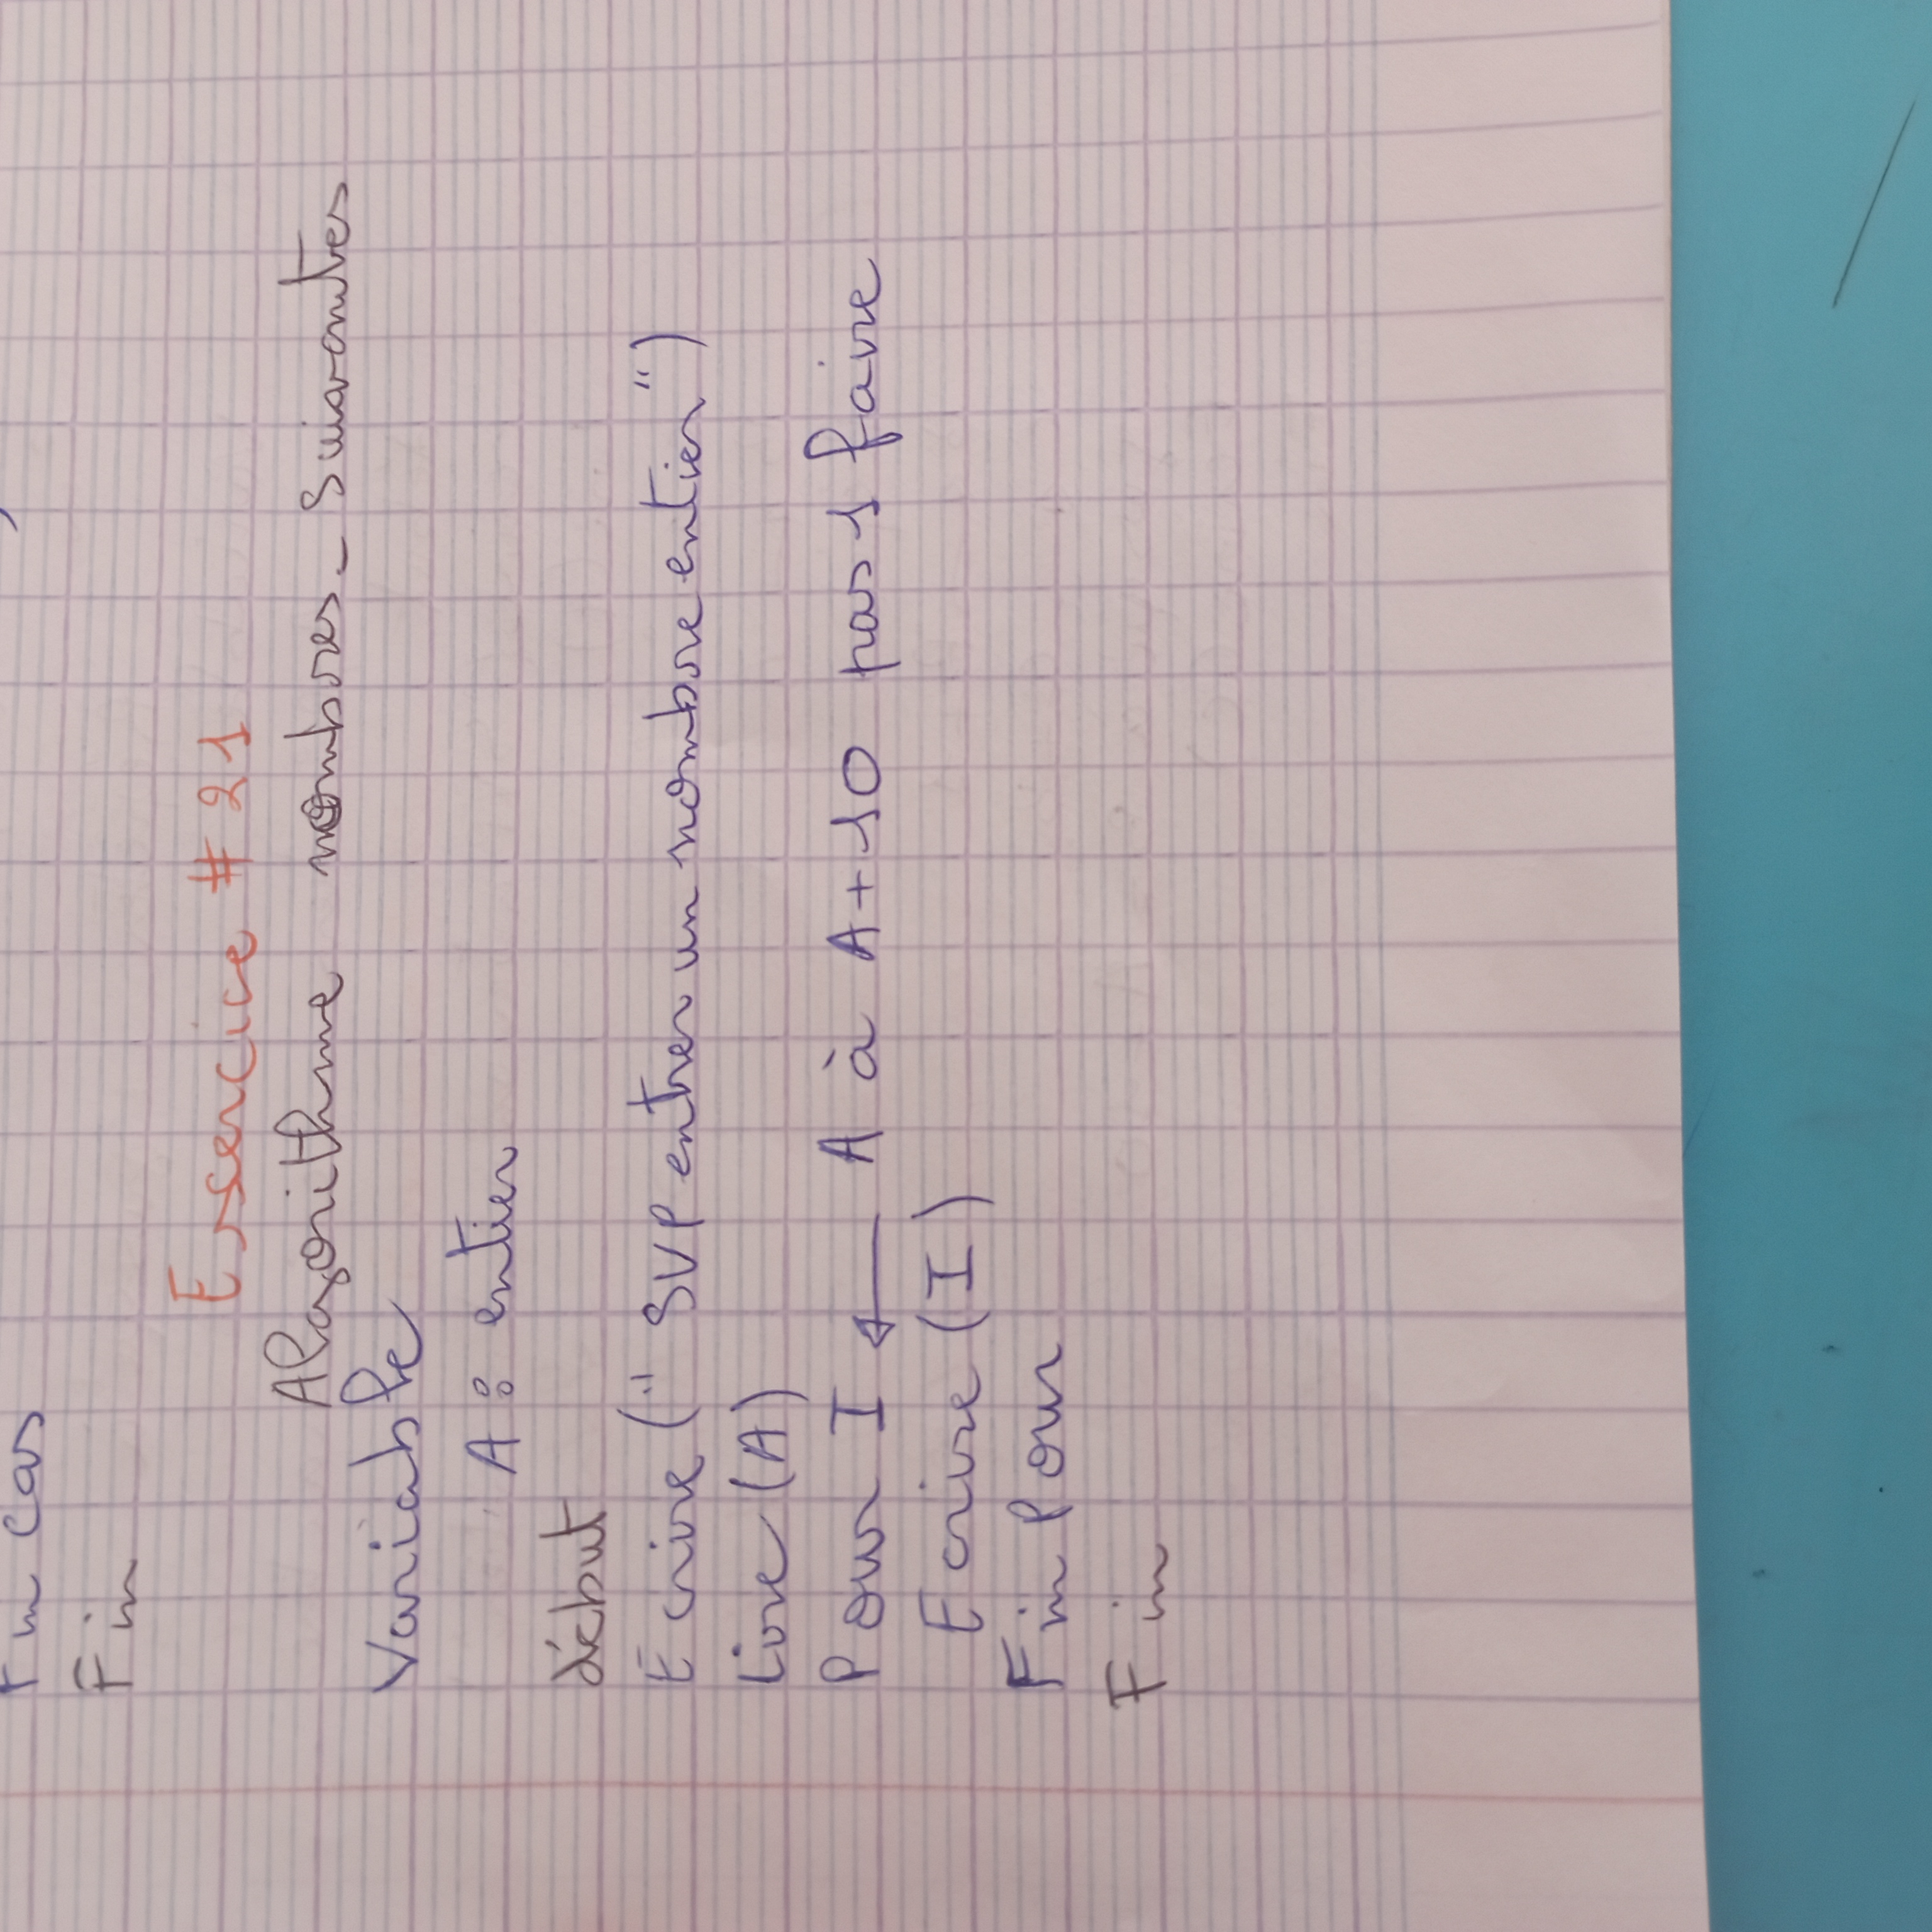 Fin cas
Fin
Exsercice # 21
Algorithme nombres_suivantes
Variable
A : entier
début
Ecrire (" SVP entrer un nombre entier ")
Lire (A)
Pour I ← A à A+10 pas 1 faire
Ecrire (I)
Fin Pour
Fin